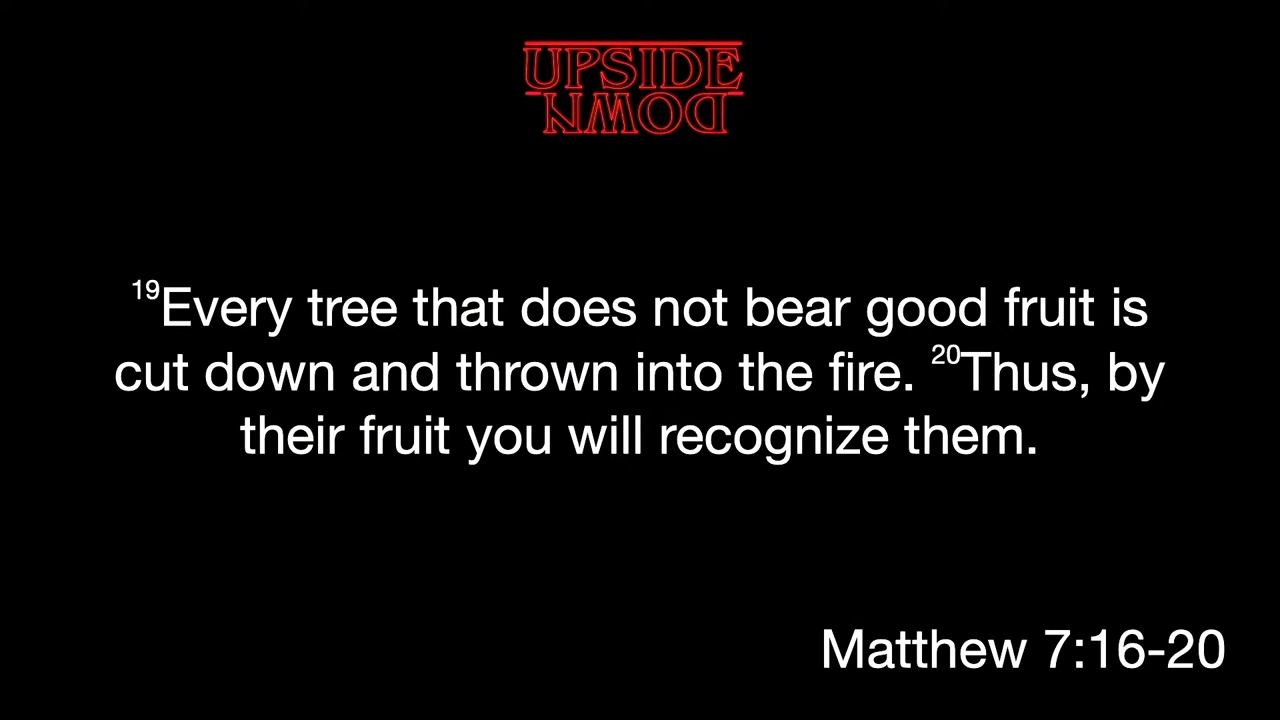 UPSIDE
DOWN
19Every tree that does not bear good fruit is
cut down and thrown into the fire. 20Thus, by
their fruit you will recognize them.
Matthew 7:16-20